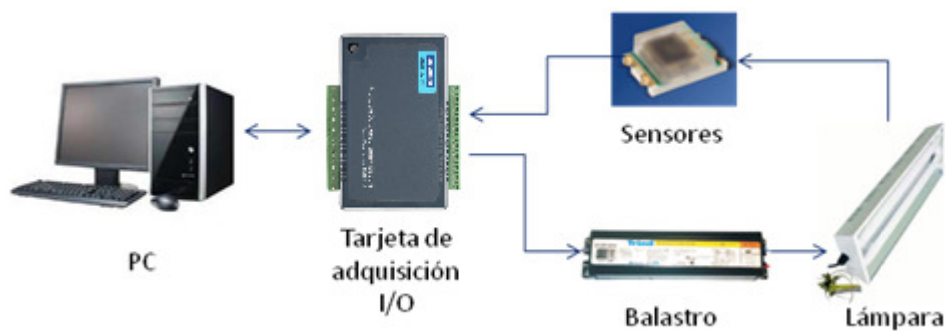 Sensores
PC
Tarjeta de
adquisición
I/O
Balastro
Lámpara